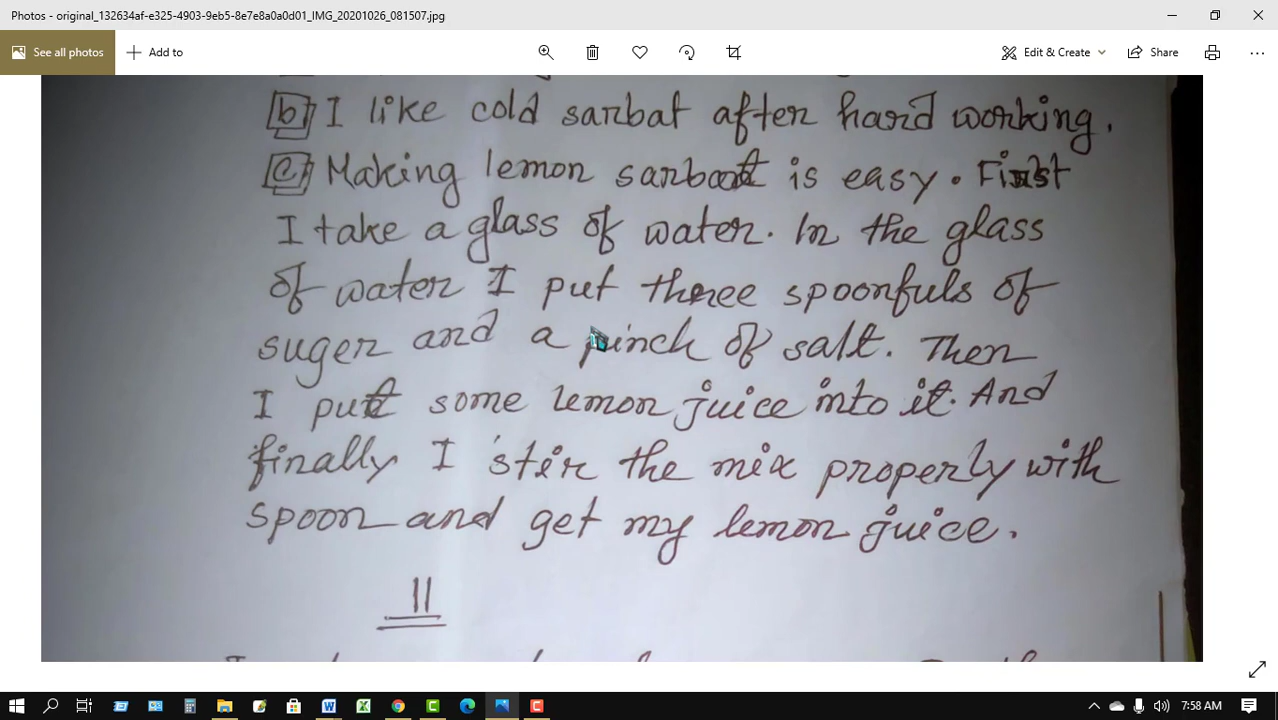 Photos - original_132634af-e325-4903-9eb5-8e7e8a0a0d01_IMG_20201026_081507.jpg
See all photos
Add to
Edit & Create
Share
b) I like cold sarbat after hard working.
c) Making lemon sarbat is easy. First
I take a glass of water. In the glass
of water I put three spoonfuls of
suger and a pinch of salt. Then
I put some lemon juice into it. And
finally I stir the mix properly with
spoon and get my lemon juice.
11
7:58 AM